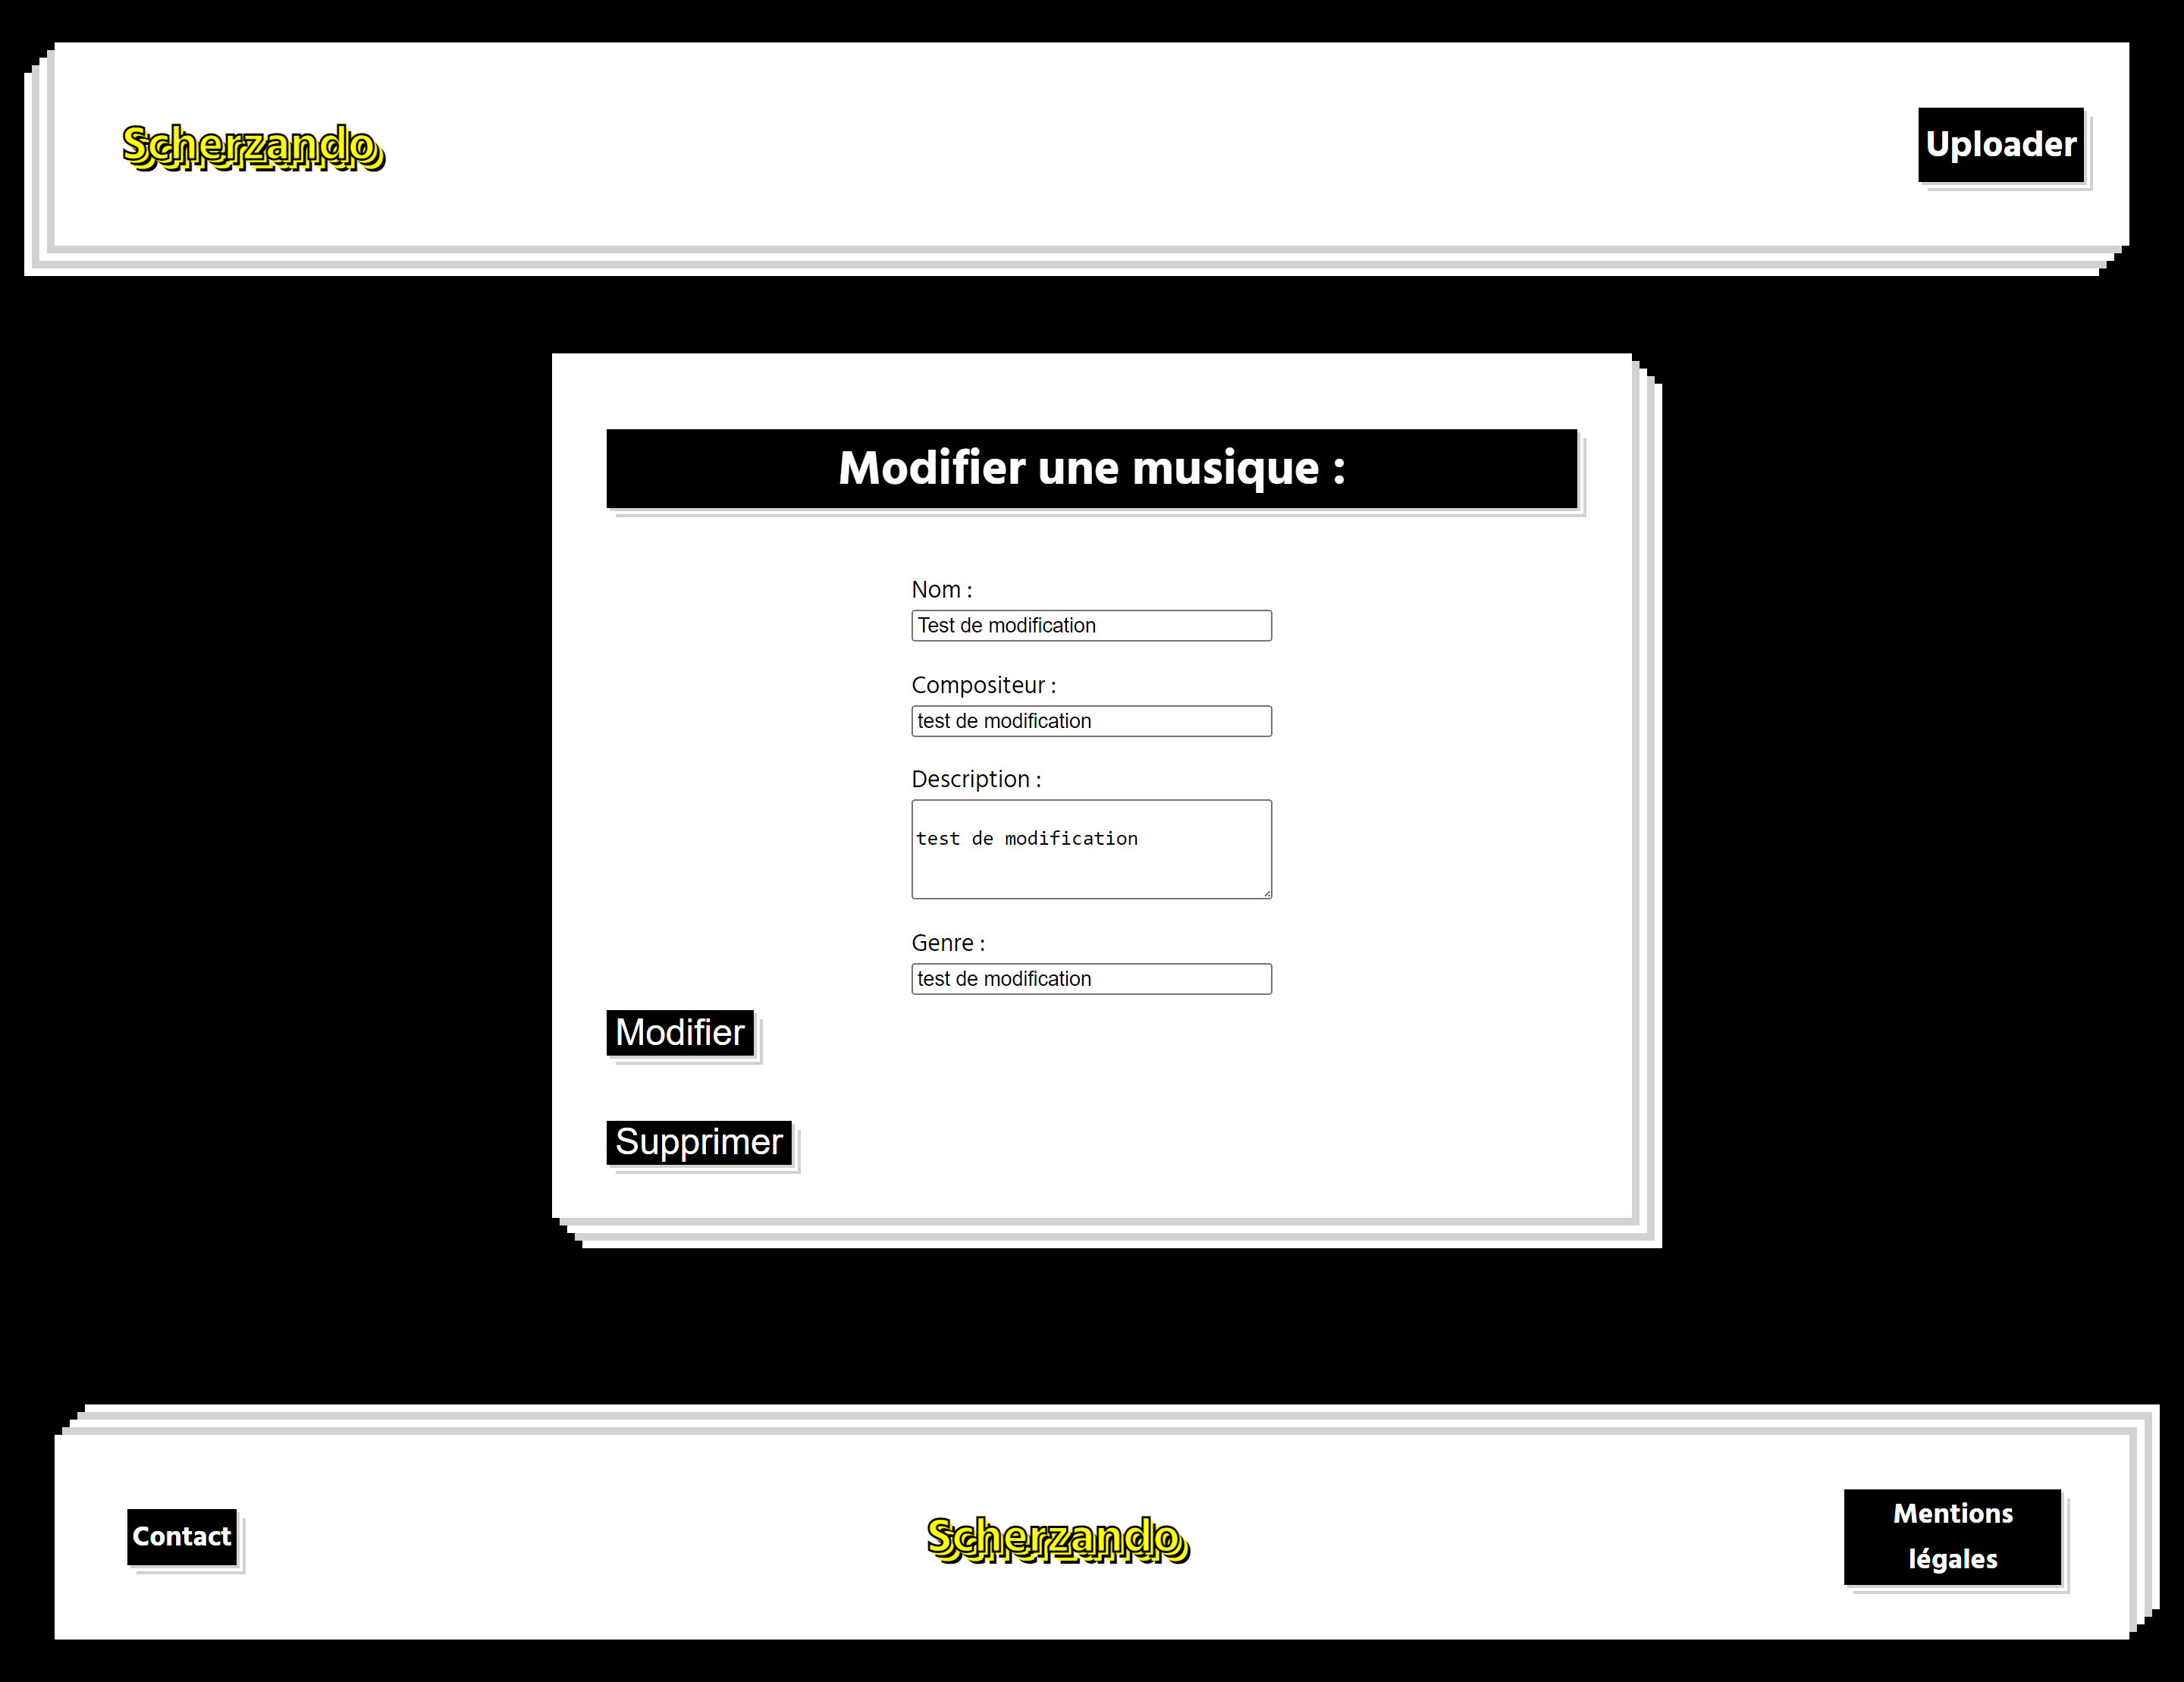 Scherzando
Uploader
Modifier une musique :
Nom :
Test de modification
Compositeur :
test de modification
Description :
test de modification
Genre :
test de modification
Modifier
Supprimer
Contact
Scherzando
Mentions
légales